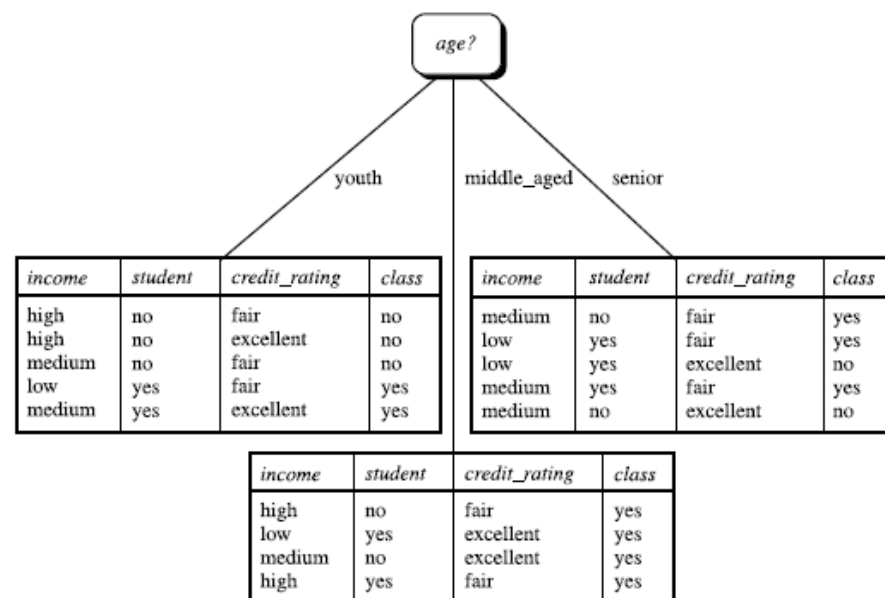 age?
youth
middle_aged
senior
income student credit_rating class
high no fair no
high no excellent no
medium no fair no
low yes fair yes
medium yes excellent yes
income student credit_rating class
medium no fair yes
low yes fair yes
low yes excellent no
medium yes fair yes
medium no excellent no
income student credit_rating class
high no fair yes
low yes excellent yes
medium no excellent yes
high yes fair yes